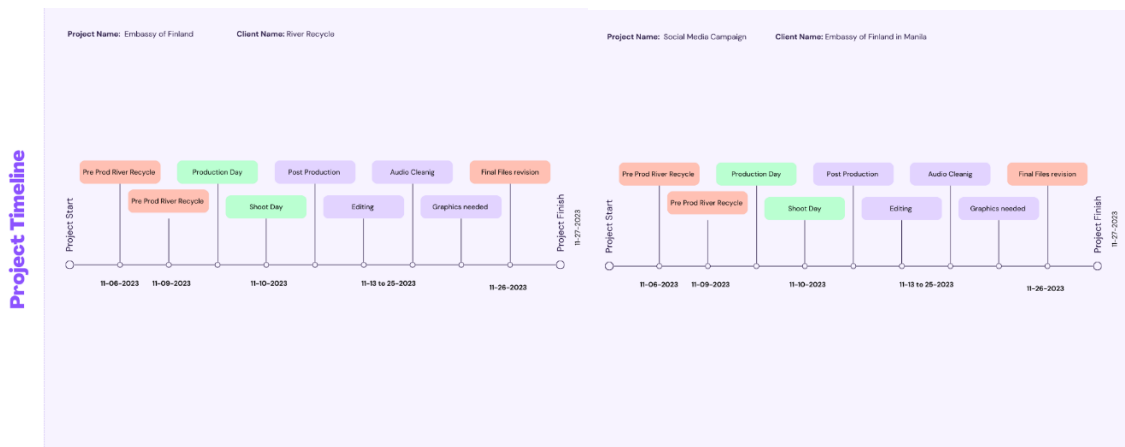 Project Timeline
Project Name: Embassy of Finland
Client Name: River Recycle
Pre Prod River Recycle
Production Day
Post Production
Audio Cleanig
Final Files revision
Pre Prod River Recycle
Shoot Day
Editing
Graphics needed
Project Start
Project Finish
11-27-2023
11-06-2023
11-09-2023
11-10-2023
11-13 to 25-2023
11-26-2023
Project Name: Social Media Campaign
Client Name: Embassy of Finland in Manila
Pre Prod River Recycle
Production Day
Post Production
Audio Cleanig
Final Files revision
Pre Prod River Recycle
Shoot Day
Editing
Graphics needed
Project Start
Project Finish
11-27-2023
11-06-2023
11-09-2023
11-10-2023
11-13 to 25-2023
11-26-2023